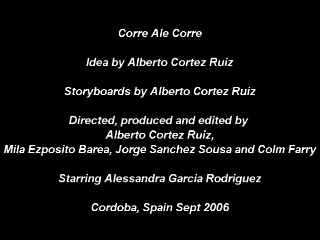 Corre Ale Corre
Idea by Alberto Cortez Ruiz
Storyboards by Alberto Cortez Ruiz
Directed, produced and edited by
Alberto Cortez Ruiz,
Mila Ezposito Barea, Jorge Sanchez Sousa and Colm Farry
Starring Alessandra Garcia Rodriguez
Cordoba, Spain Sept 2006